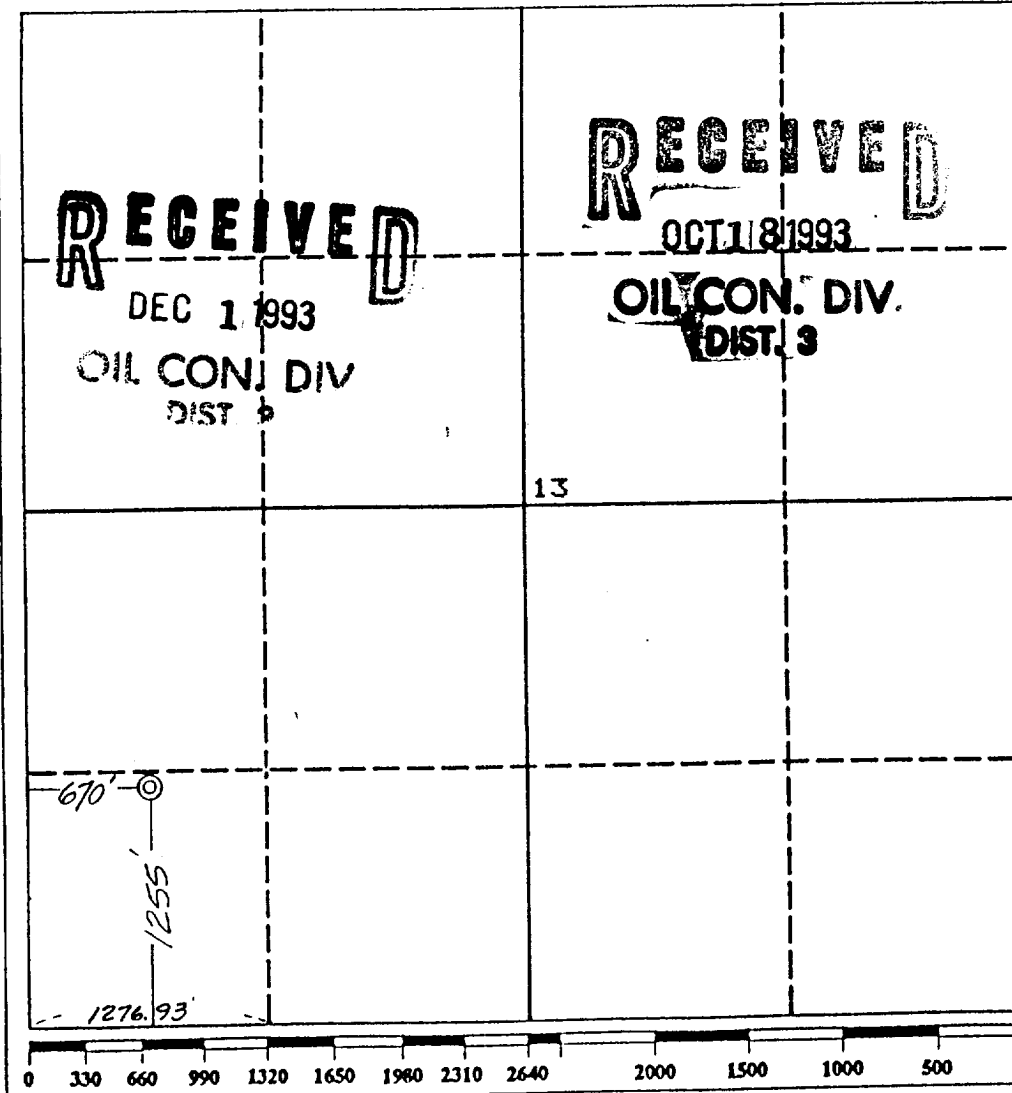 RECEIVED
DEC 1 1993
OIL CON. DIV
DIST.
RECEIVED
OCT 18 1993
OIL CON. DIV.
DIST. 3
13
670'
1255'
1276.93'
0 330 660 990 1320 1650 1980 2310 2640 2000 1500 1000 500